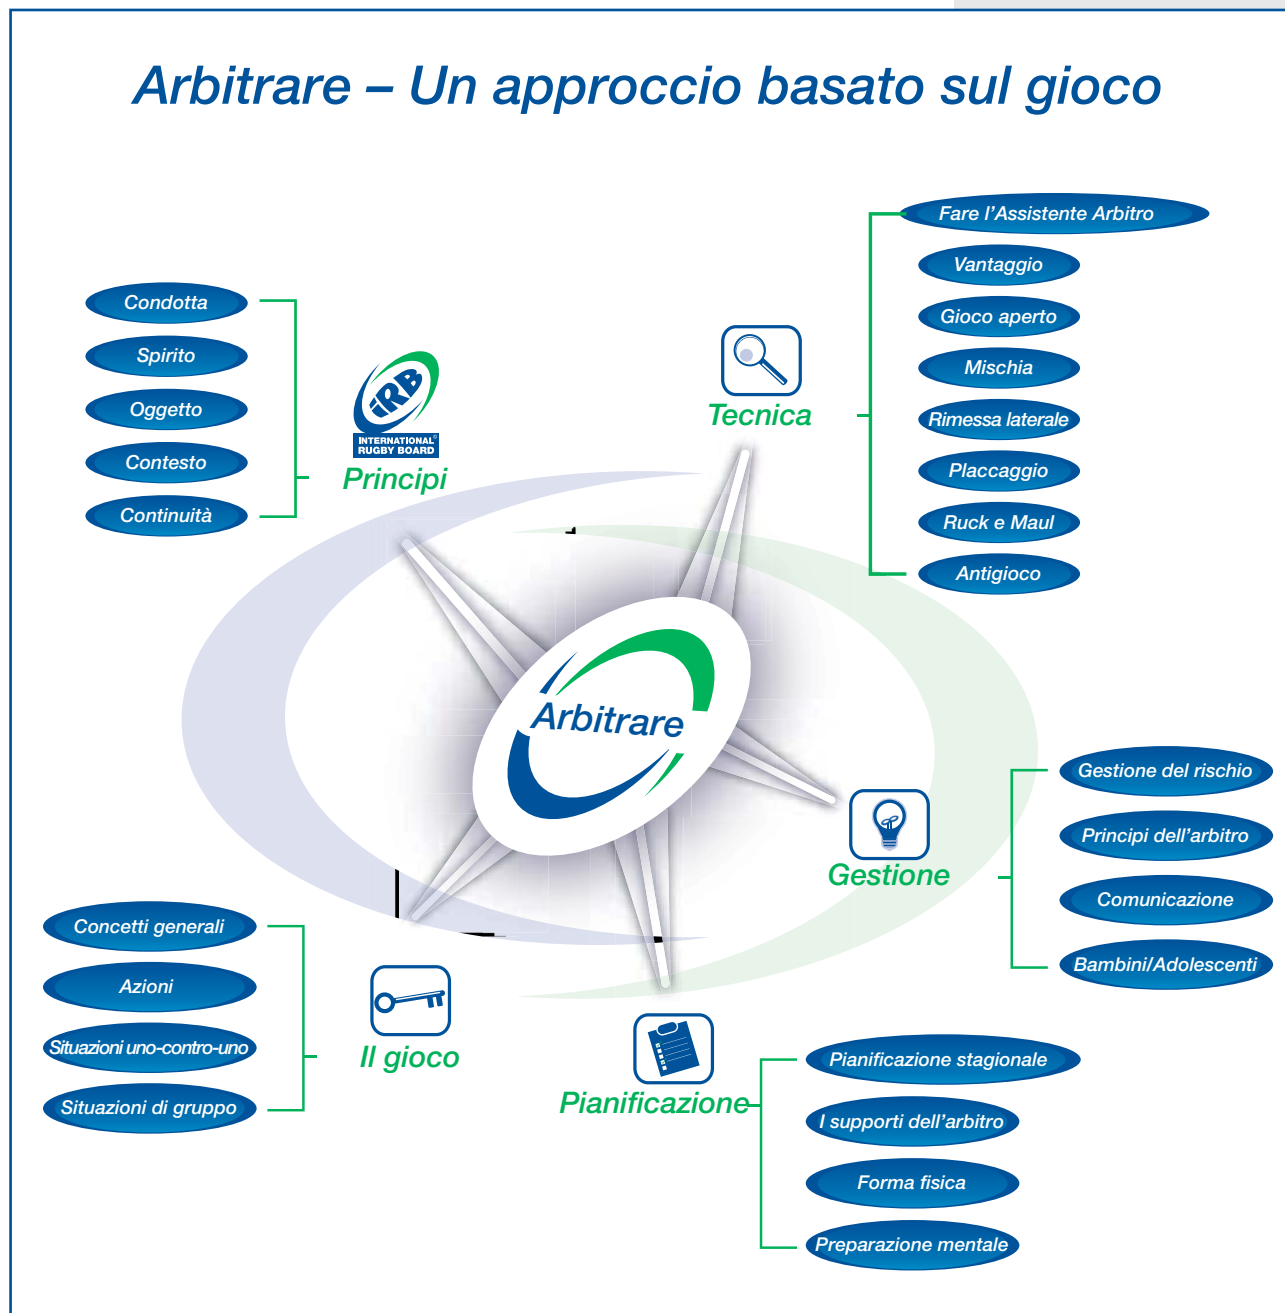 Arbitrare – Un approccio basato sul gioco
Condotta
Spirito
Oggetto
Contesto
Continuità
IRB
INTERNATIONAL®
RUGBY BOARD
Principi
Tecnica
Fare l'Assistente Arbitro
Vantaggio
Gioco aperto
Mischia
Rimessa laterale
Placcaggio
Ruck e Maul
Antigioco
Arbitrare
Gestione
Gestione del rischio
Principi dell'arbitro
Comunicazione
Bambini/Adolescenti
Concetti generali
Azioni
Situazioni uno-contro-uno
Situazioni di gruppo
Il gioco
Pianificazione
Pianificazione stagionale
I supporti dell'arbitro
Forma fisica
Preparazione mentale